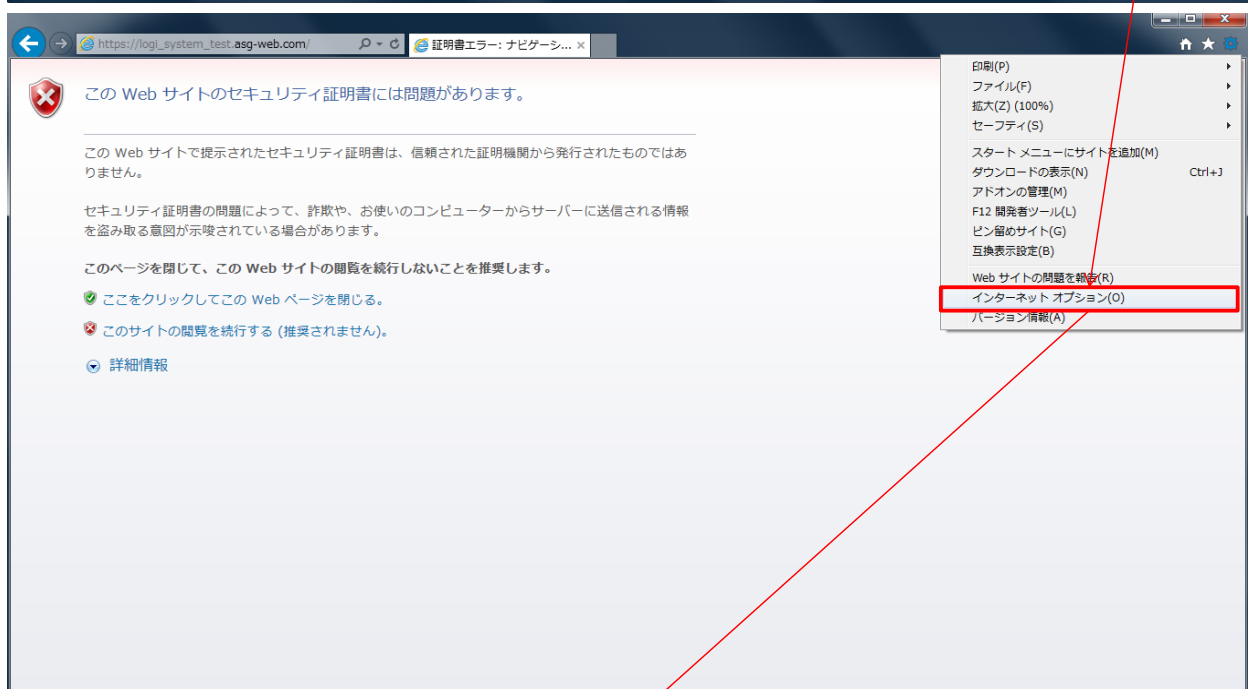 https://logi_system_test.asg-web.com/
証明書エラー: ナビゲーシ...
この Web サイトのセキュリティ証明書には問題があります。
この Web サイトで提示されたセキュリティ証明書は、信頼された証明機関から発行されたものではあ
りません。
セキュリティ証明書の問題によって、詐欺や、お使いのコンピューターからサーバーに送信される情報
を盗み取る意図が示唆されている場合があります。
このページを閉じて、この Web サイトの閲覧を続行しないことを推奨します。
ここをクリックしてこの Web ページを閉じる。
このサイトの閲覧を続行する (推奨されません)。
詳細情報
印刷(P)
ファイル(F)
拡大(Z) (100%)
セーフティ(S)
スタート メニューにサイトを追加(M)
ダウンロードの表示(N) Ctrl+J
アドオンの管理(M)
F12 開発者ツール(L)
ピン留めサイト(G)
互換表示設定(B)
Web サイトの問題を報告(R)
インターネット オプション(O)
バージョン情報(A)